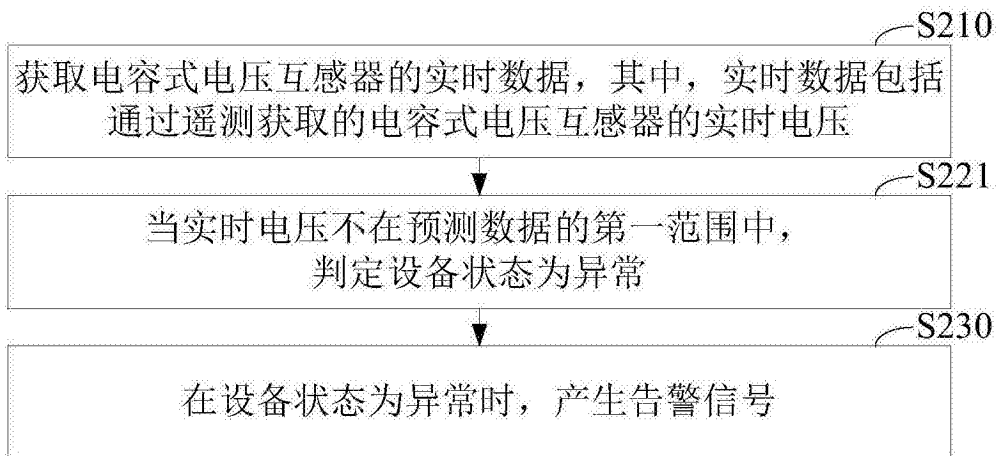 S210
获取电容式电压互感器的实时数据，其中，实时数据包括
通过遥测获取的电容式电压互感器的实时电压
S221
当实时电压不在预测数据的第一范围中，
判定设备状态为异常
S230
在设备状态为异常时，产生告警信号